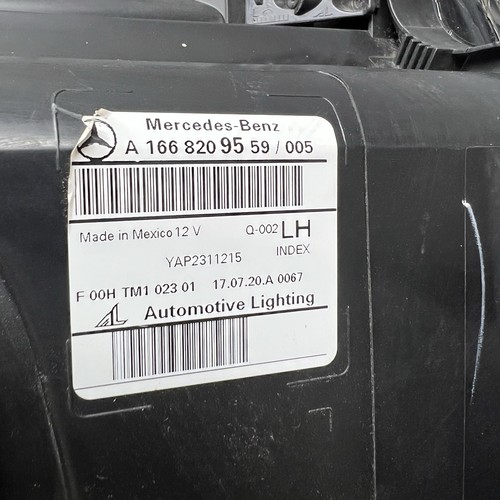 Mercedes-Benz
A 166 820 95 59 / 005
Made in Mexico 12 V Q-002 LH
INDEX
YAP2311215
F 00H TM1 023 01 17.07.20.A 0067
AL Automotive Lighting